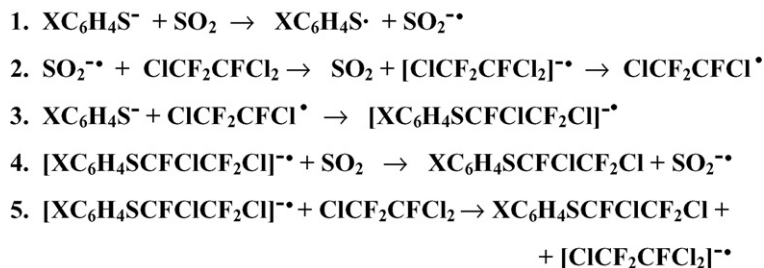 1. XC₆H₄S⁻ + SO₂ → XC₆H₄S· + SO₂⁻•
2. SO₂⁻• + ClCF₂CFCl₂ → SO₂ + [ClCF₂CFCl₂]⁻• → ClCF₂CFCl•
3. XC₆H₄S⁻ + ClCF₂CFCl• → [XC₆H₄SCFClCF₂Cl]⁻•
4. [XC₆H₄SCFClCF₂Cl]⁻• + SO₂ → XC₆H₄SCFClCF₂Cl + SO₂⁻•
5. [XC₆H₄SCFClCF₂Cl]⁻• + ClCF₂CFCl₂ → XC₆H₄SCFClCF₂Cl +
+ [ClCF₂CFCl₂]⁻•